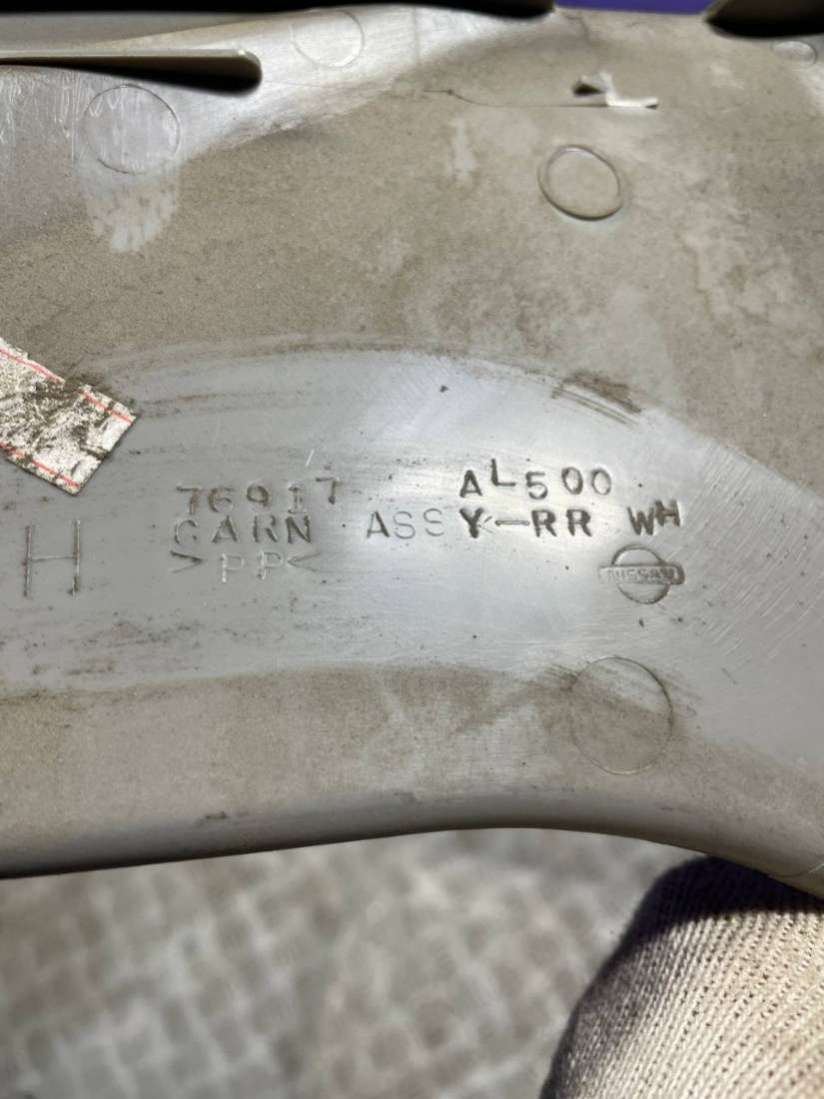 76917 AL500
GARN ASSY-RR WH
H
>PP<
NISSAN